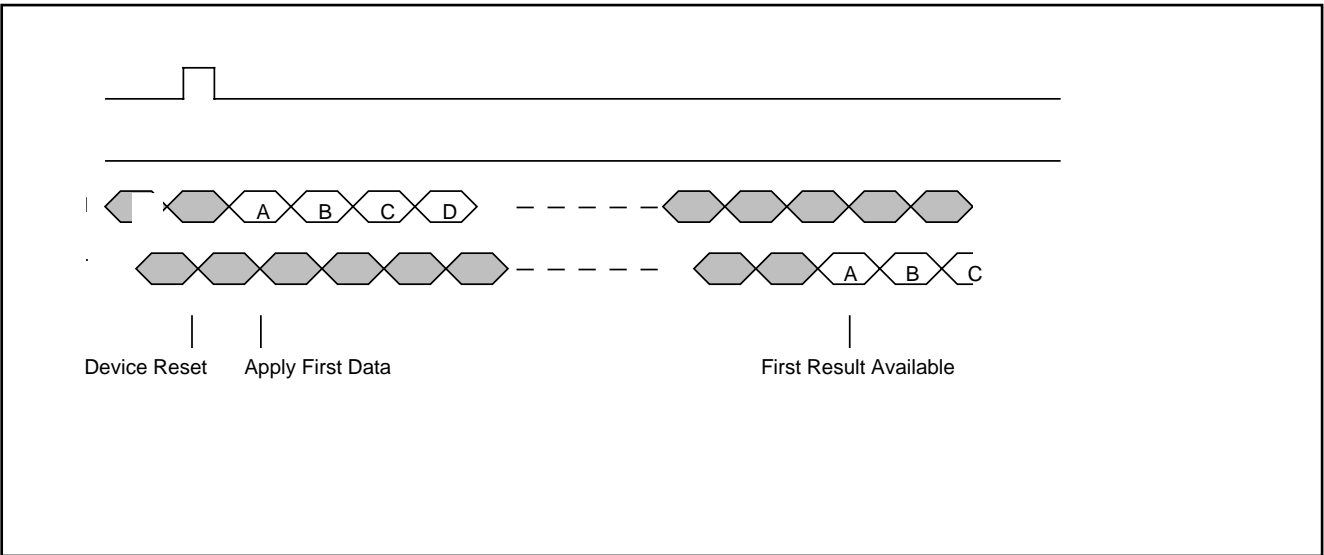 A B C D
A B C
Device Reset Apply First Data First Result Available